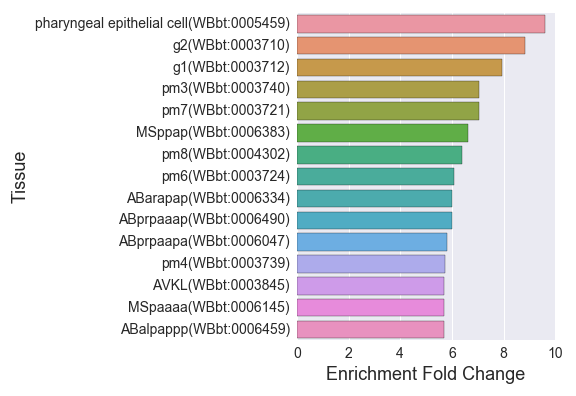 pharyngeal epithelial cell(WBbt:0005459)
g2(WBbt:0003710)
g1(WBbt:0003712)
pm3(WBbt:0003740)
pm7(WBbt:0003721)
MSppap(WBbt:0006383)
pm8(WBbt:0004302)
pm6(WBbt:0003724)
ABarapap(WBbt:0006334)
ABprpaaap(WBbt:0006490)
ABprpaapa(WBbt:0006047)
pm4(WBbt:0003739)
AVKL(WBbt:0003845)
MSpaaaa(WBbt:0006145)
ABalpappp(WBbt:0006459)
Tissue
0 2 4 6 8 10
Enrichment Fold Change